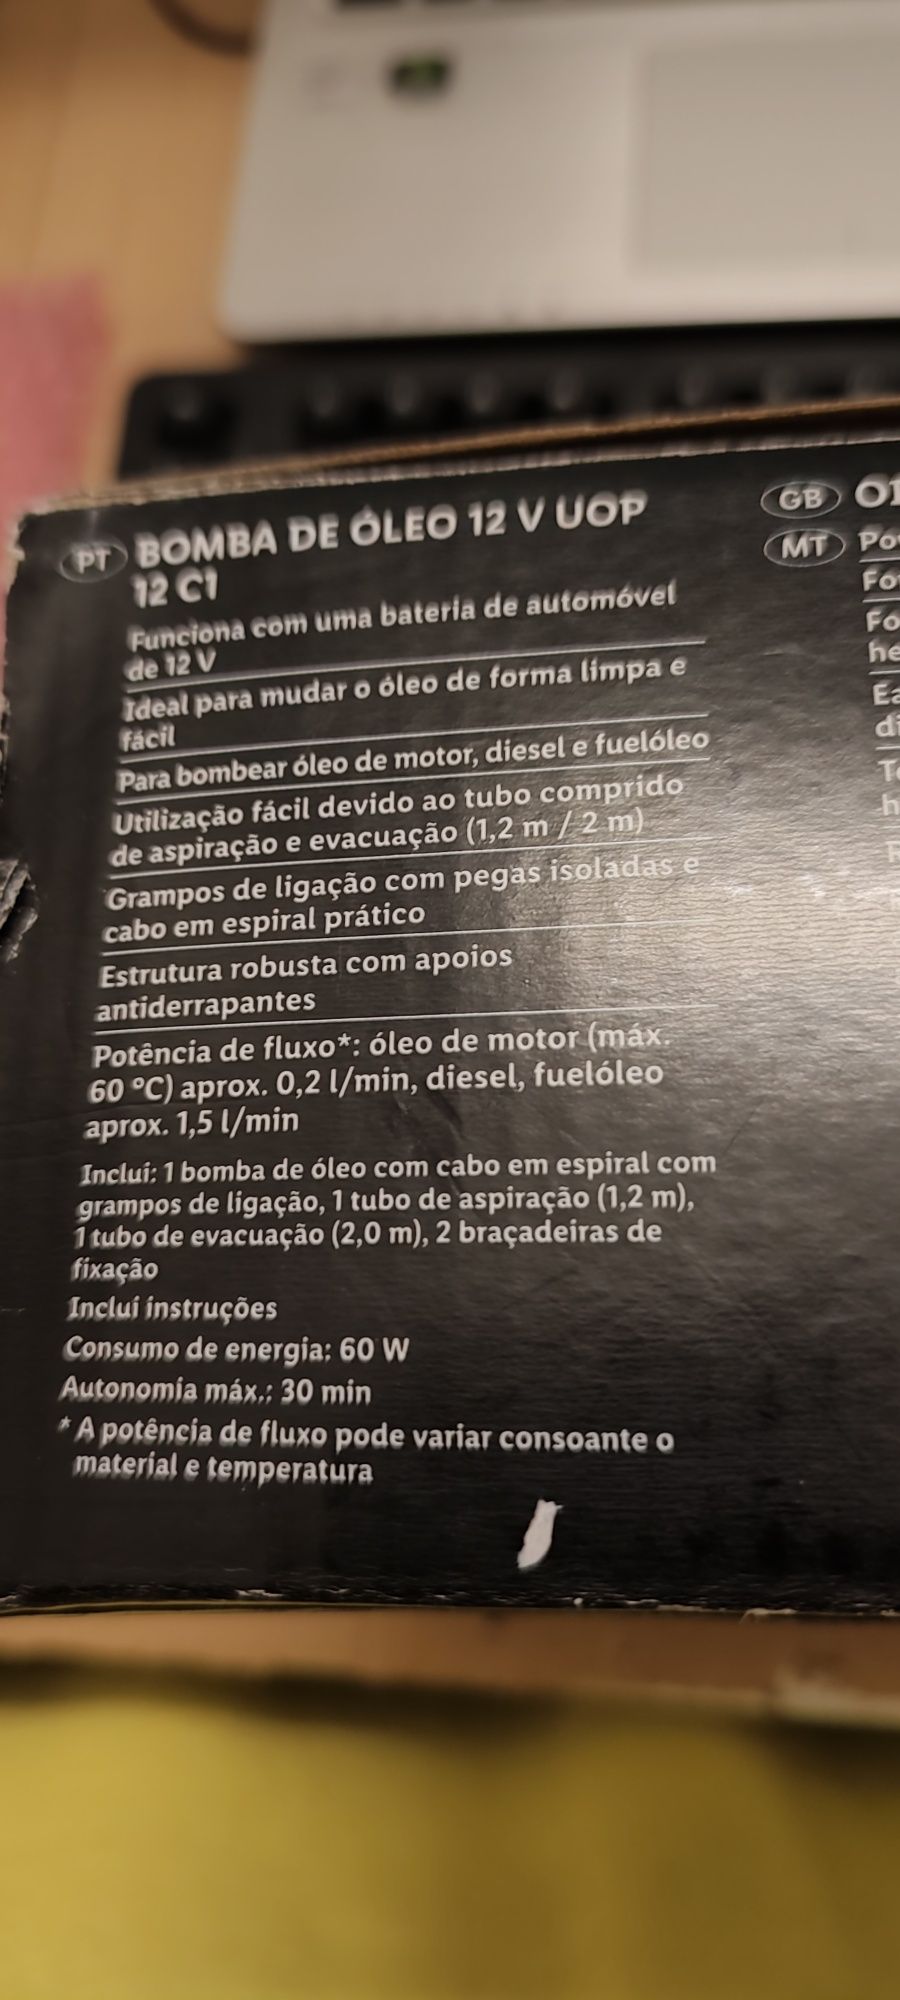 PT BOMBA DE ÓLEO 12 V UOP
12 C1
Funciona com uma bateria de automóvel
de 12 V
Ideal para mudar o óleo de forma limpa e
fácil
Para bombear óleo de motor, diesel e fuelóleo
Utilização fácil devido ao tubo comprido
de aspiração e evacuação (1,2 m / 2 m)
Grampos de ligação com pegas isoladas e
cabo em espiral prático
Estrutura robusta com apoios
antiderrapantes
Potência de fluxo*: óleo de motor (máx.
60 °C) aprox. 0,2 l/min, diesel, fuelóleo
aprox. 1,5 l/min
Inclui: 1 bomba de óleo com cabo em espiral com
grampos de ligação, 1 tubo de aspiração (1,2 m),
1 tubo de evacuação (2,0 m), 2 braçadeiras de
fixação
Inclui instruções
Consumo de energia: 60 W
Autonomia máx.: 30 min
* A potência de fluxo pode variar consoante o
material e temperatura
GB
MT